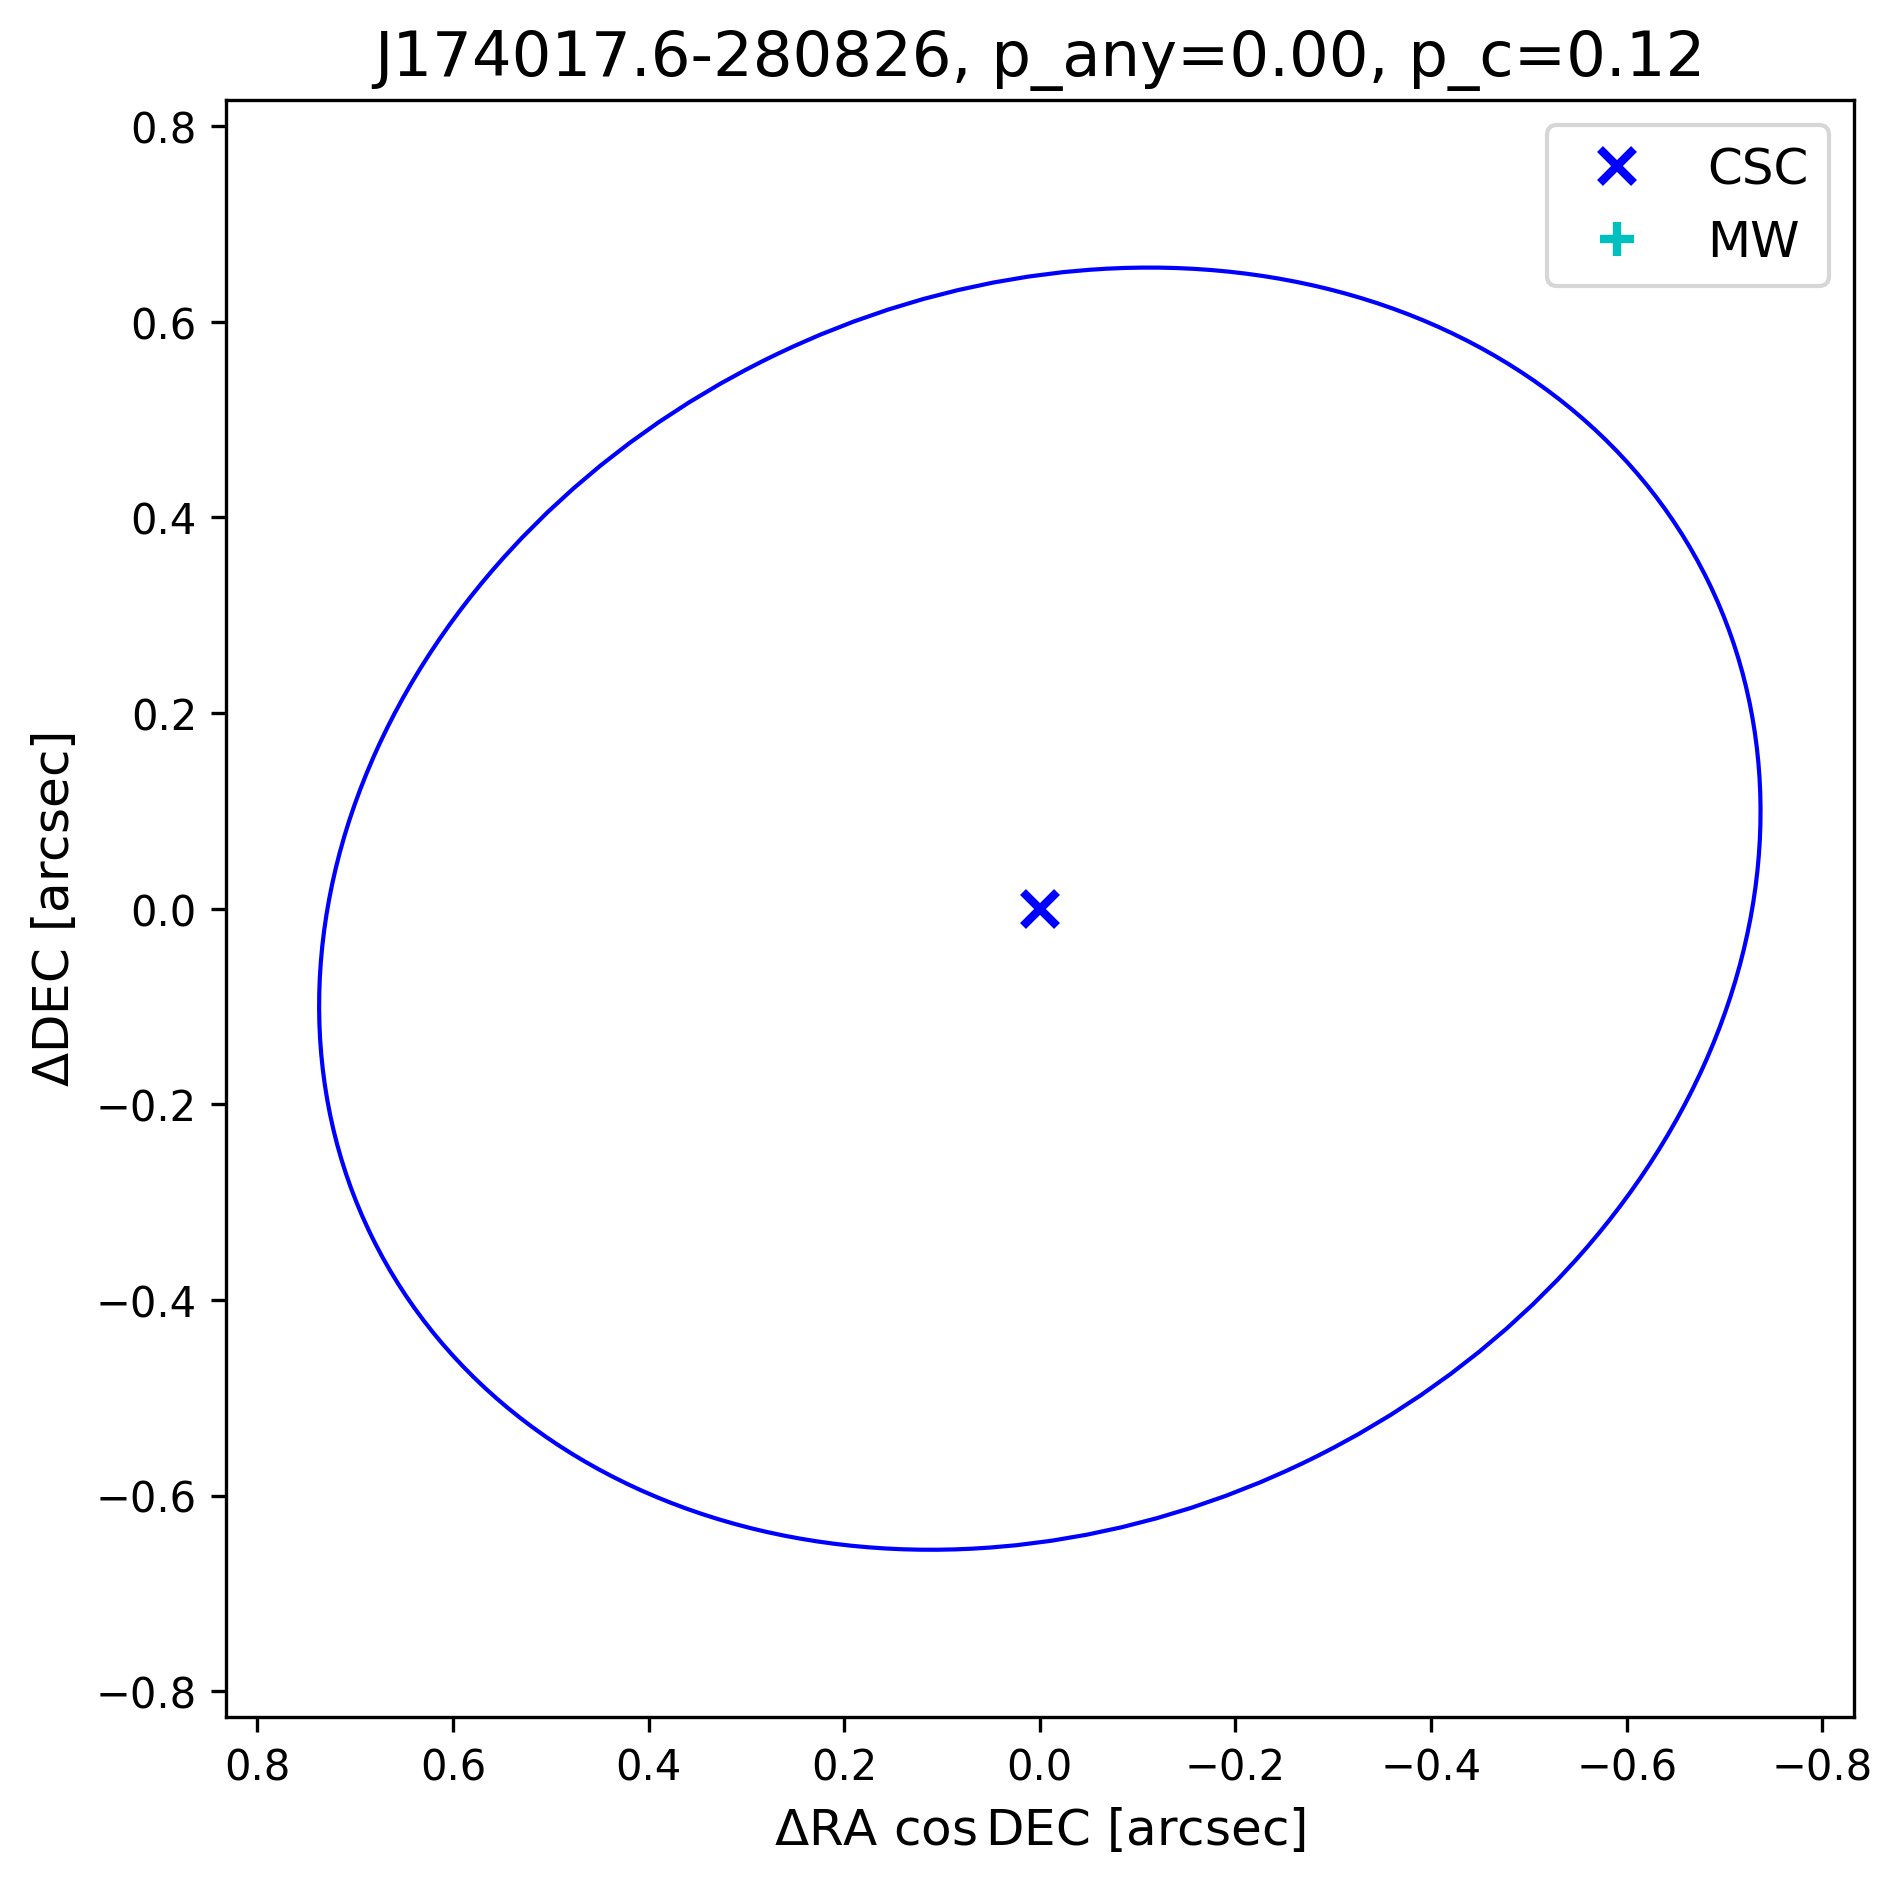 J174017.6-280826, p_any=0.00, p_c=0.12
CSC
MW
0.8
0.6
0.4
0.2
0.0
−0.2
−0.4
−0.6
−0.8
ΔDEC [arcsec]
0.8 0.6 0.4 0.2 0.0 −0.2 −0.4 −0.6 −0.8
ΔRA cos DEC [arcsec]